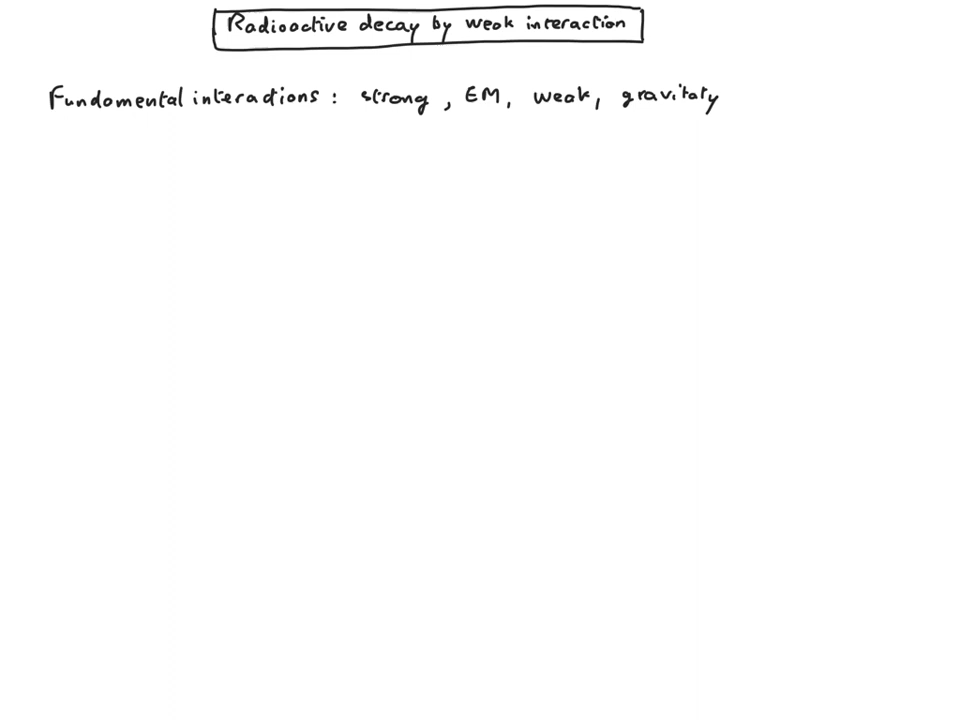 Radioactive decay by weak interaction
Fundamental interactions : strong , EM , weak , gravitaty